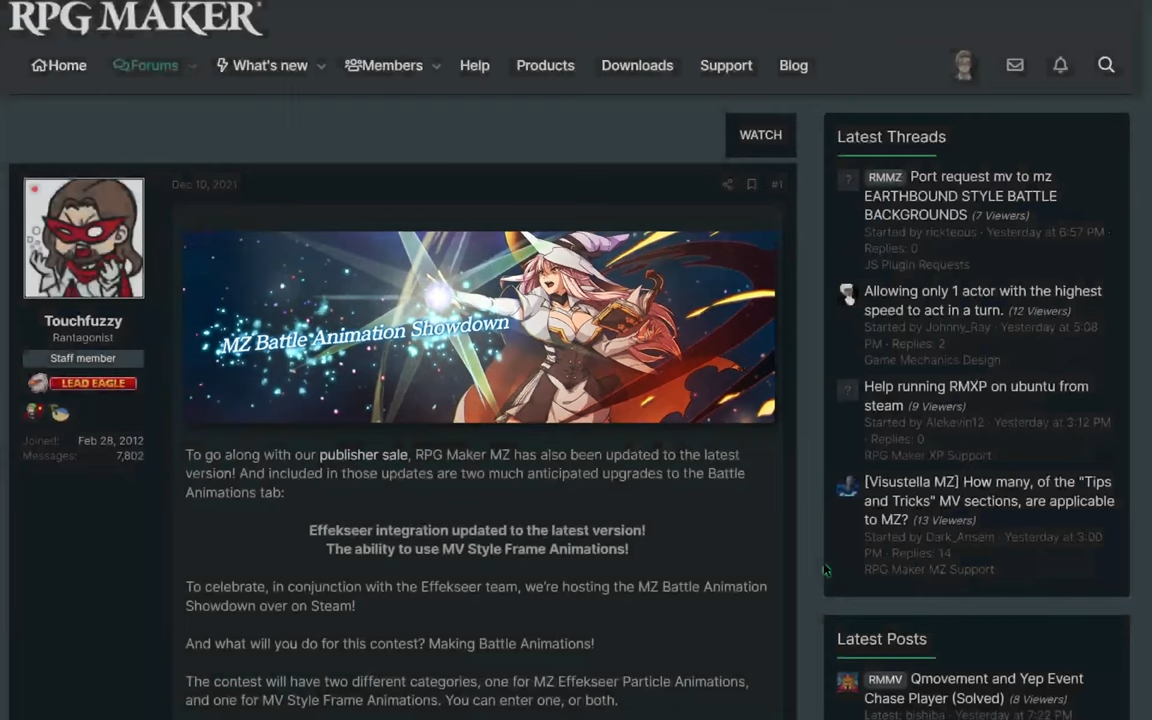 RPG MAKER
Home
Forums
What's new
Members
Help
Products
Downloads
Support
Blog
WATCH
Dec 10, 2021
#1
Touchfuzzy
Rantagonist
Staff member
LEAD EAGLE
Joined: Feb 28, 2012
Messages: 7,802
MZ Battle Animation Showdown
To go along with our publisher sale, RPG Maker MZ has also been updated to the latest
version! And included in those updates are two much anticipated upgrades to the Battle
Animations tab:
Effekseer integration updated to the latest version!
The ability to use MV Style Frame Animations!
To celebrate, in conjunction with the Effekseer team, we're hosting the MZ Battle Animation
Showdown over on Steam!
And what will you do for this contest? Making Battle Animations!
The contest will have two different categories, one for MZ Effekseer Particle Animations,
and one for MV Style Frame Animations. You can enter one, or both.
Latest Threads
?
RMMZ Port request mv to mz
EARTHBOUND STYLE BATTLE
BACKGROUNDS (7 Viewers)
Started by rickteous · Yesterday at 6:57 PM ·
Replies: 0
JS Plugin Requests
Allowing only 1 actor with the highest
speed to act in a turn. (12 Viewers)
Started by Johnny_Ray · Yesterday at 5:08
PM · Replies: 2
Game Mechanics Design
?
Help running RMXP on ubuntu from
steam (9 Viewers)
Started by Alekevin12 · Yesterday at 3:12 PM
· Replies: 0
RPG Maker XP Support
[Visustella MZ] How many, of the "Tips
and Tricks" MV sections, are applicable
to MZ? (13 Viewers)
Started by Dark_Ansem · Yesterday at 3:00
PM · Replies: 14
RPG Maker MZ Support
Latest Posts
RMMV Qmovement and Yep Event
Chase Player (Solved) (8 Viewers)
Latest: bishiba · Yesterday at 7:22 PM